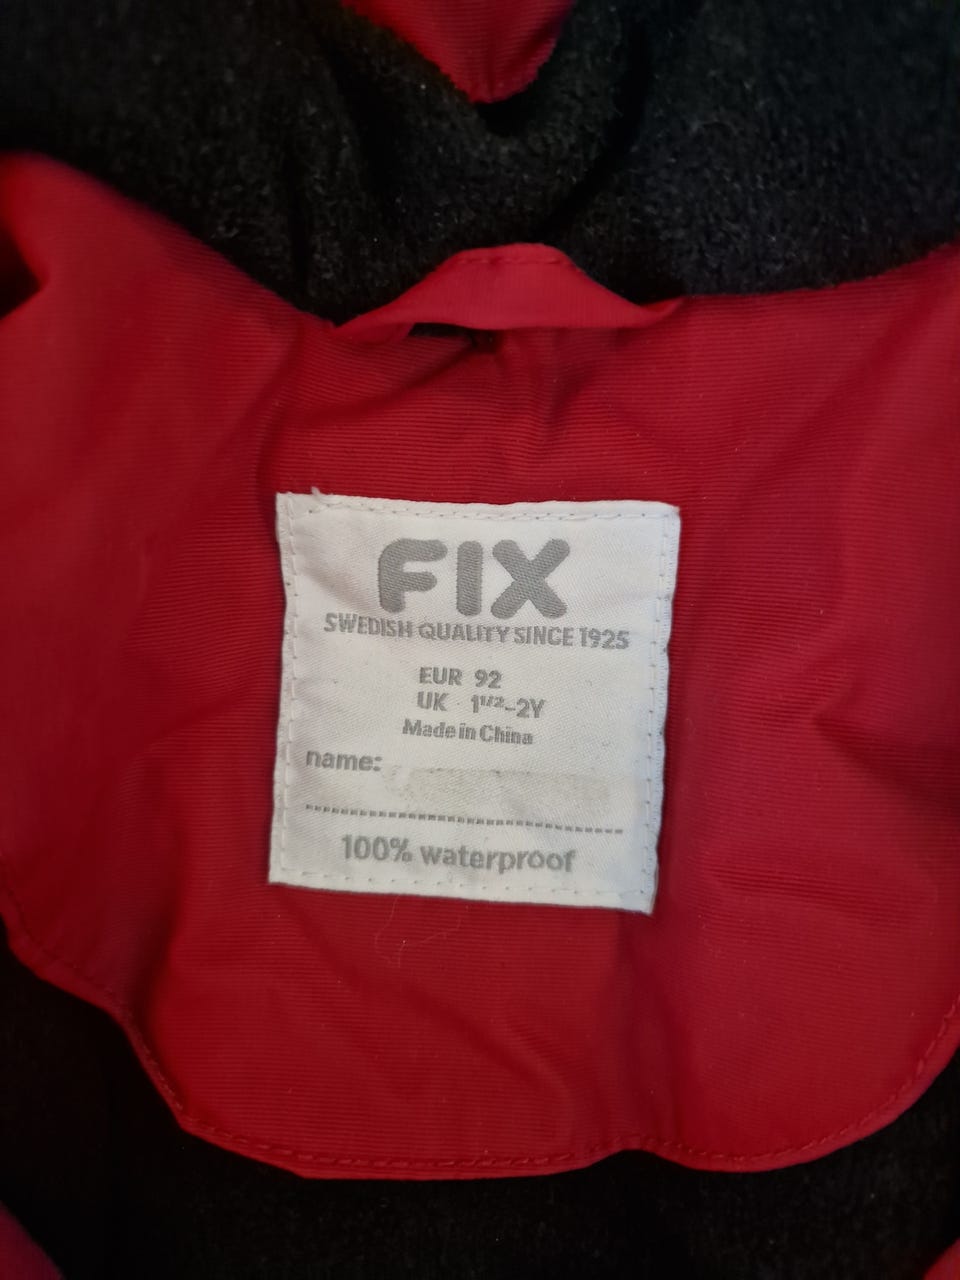 FIX
SWEDISH QUALITY SINCE 1925
EUR 92
UK 1¹/²-2Y
Made in China
name:
100% waterproof